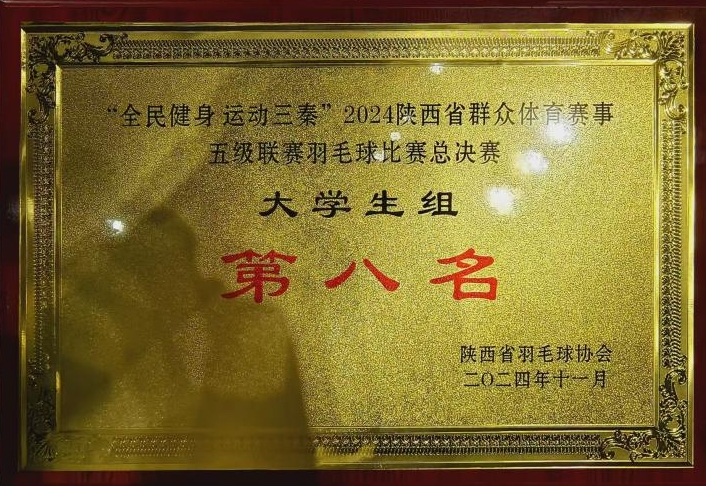 “全民健身 运动三秦”2024陕西省群众体育赛事
五级联赛羽毛球比赛总决赛
大学生组
第八名
陕西省羽毛球协会
二〇二四年十一月